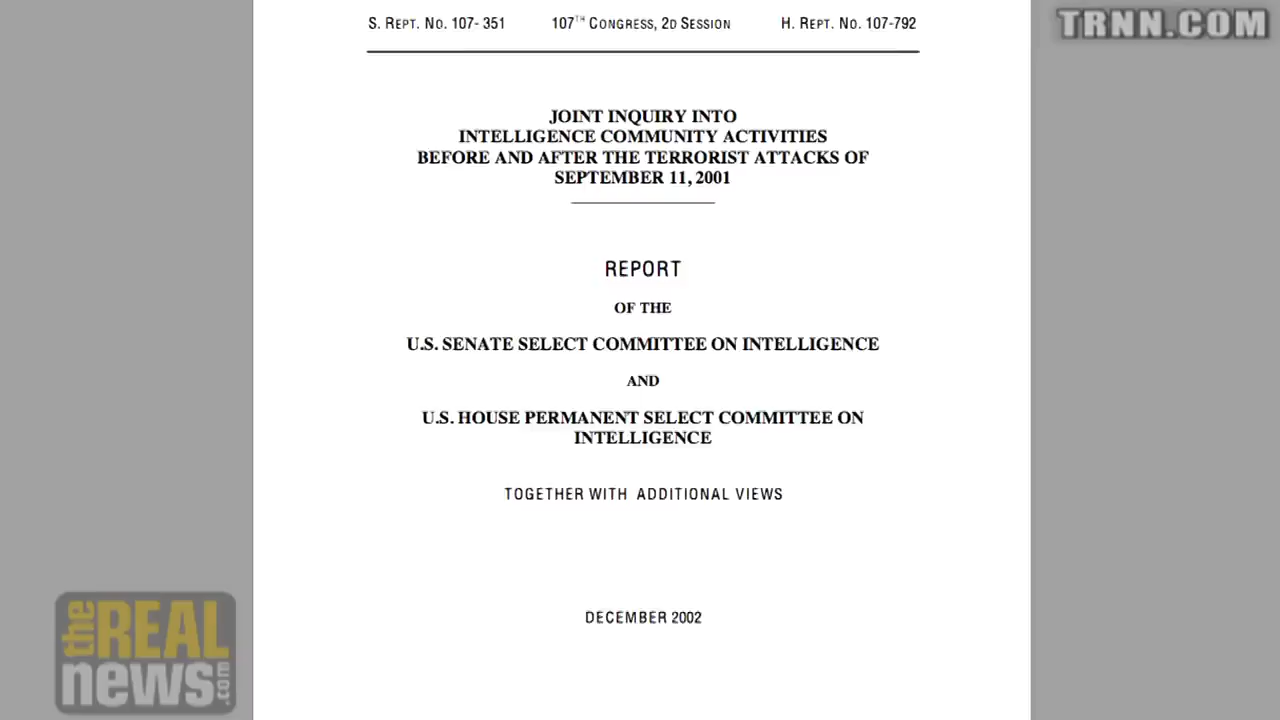 S. REPT. NO. 107- 351 107TH CONGRESS, 2D SESSION H. REPT. NO. 107-792
TRNN.COM
JOINT INQUIRY INTO
INTELLIGENCE COMMUNITY ACTIVITIES
BEFORE AND AFTER THE TERRORIST ATTACKS OF
SEPTEMBER 11, 2001
REPORT
OF THE
U.S. SENATE SELECT COMMITTEE ON INTELLIGENCE
AND
U.S. HOUSE PERMANENT SELECT COMMITTEE ON
INTELLIGENCE
TOGETHER WITH ADDITIONAL VIEWS
DECEMBER 2002
the REAL
news.com